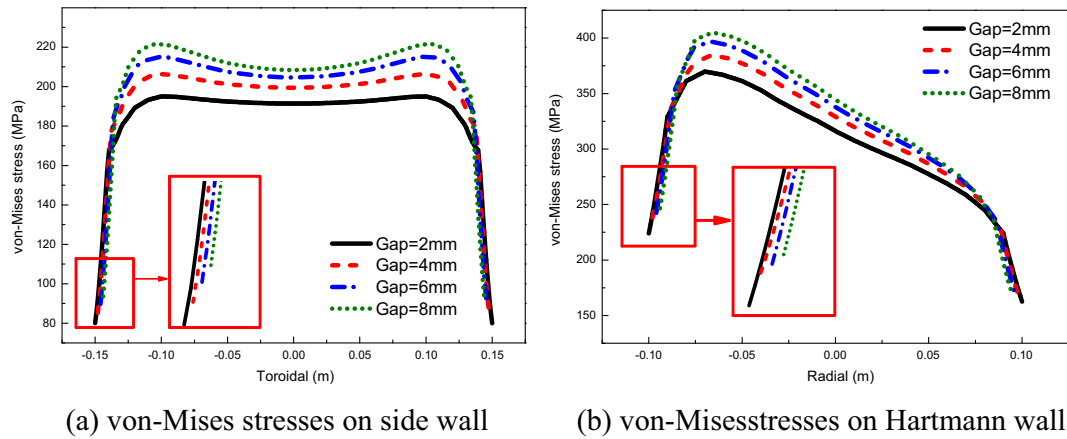 von-Mises stress (MPa)
220
200
180
160
140
120
100
80
-0.15
-0.10
-0.05
0.00
0.05
0.10
0.15
Toroidal (m)
Gap=2mm
Gap=4mm
Gap=6mm
Gap=8mm
(a) von-Mises stresses on side wall
von-Mises stress (MPa)
400
350
300
250
200
150
-0.10
-0.05
0.00
0.05
0.10
Radial (m)
Gap=2mm
Gap=4mm
Gap=6mm
Gap=8mm
(b) von-Misesstresses on Hartmann wall